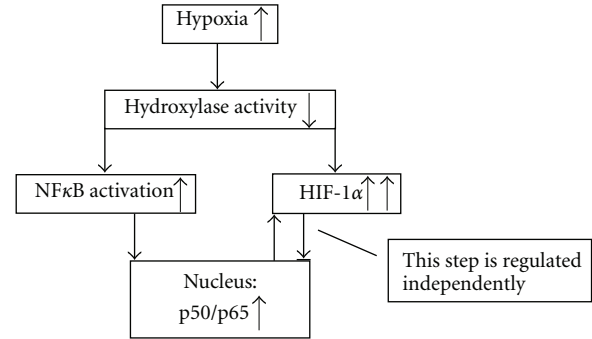 Hypoxia ↑
Hydroxylase activity ↓
NFκB activation ↑
HIF-1α ↑ ↑
This step is regulated
independently
Nucleus:
p50/p65 ↑